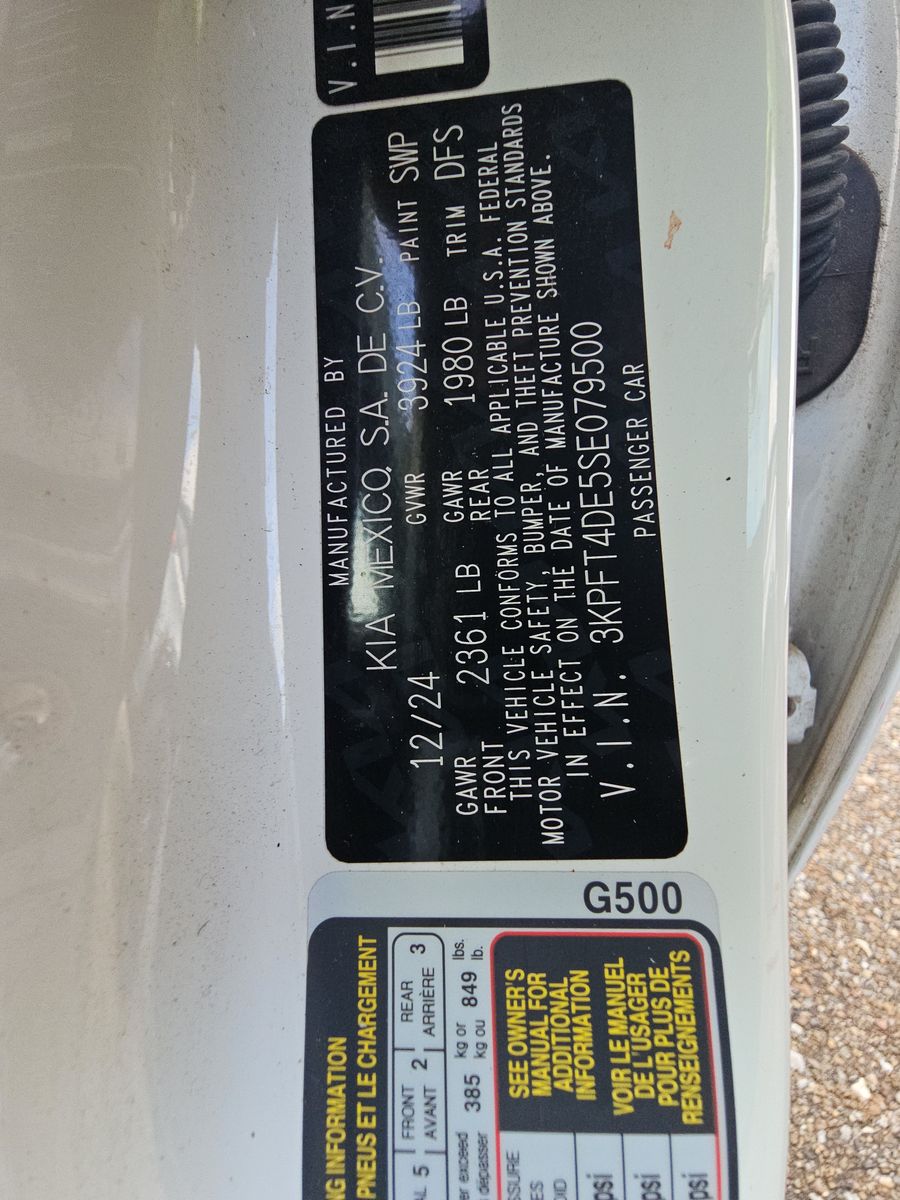 V.I.N
MANUFACTURED BY
KIA MEXICO, S.A. DE C.V.
12/24 GVWR 3924 LB PAINT SWP
GAWR FRONT 2361 LB GAWR REAR 1980 LB TRIM DFS
THIS VEHICLE CONFORMS TO ALL APPLICABLE U.S.A. FEDERAL
MOTOR VEHICLE SAFETY, BUMPER, AND THEFT PREVENTION STANDARDS
IN EFFECT ON THE DATE OF MANUFACTURE SHOWN ABOVE.
V.I.N. 3KPFT4DE5SE079500
PASSENGER CAR
G500
INFORMATION
PNEUS ET LE CHARGEMENT
5 FRONT 2 REAR 3
AVANT ARRIÈRE
exceed 385 kg or 849 lbs.
dépasser kg ou lb.
SEE OWNER'S
MANUAL FOR
ADDITIONAL
INFORMATION
VOIR LE MANUEL
DE L'USAGER
POUR PLUS DE
RENSEIGNEMENTS
psi
psi
psi